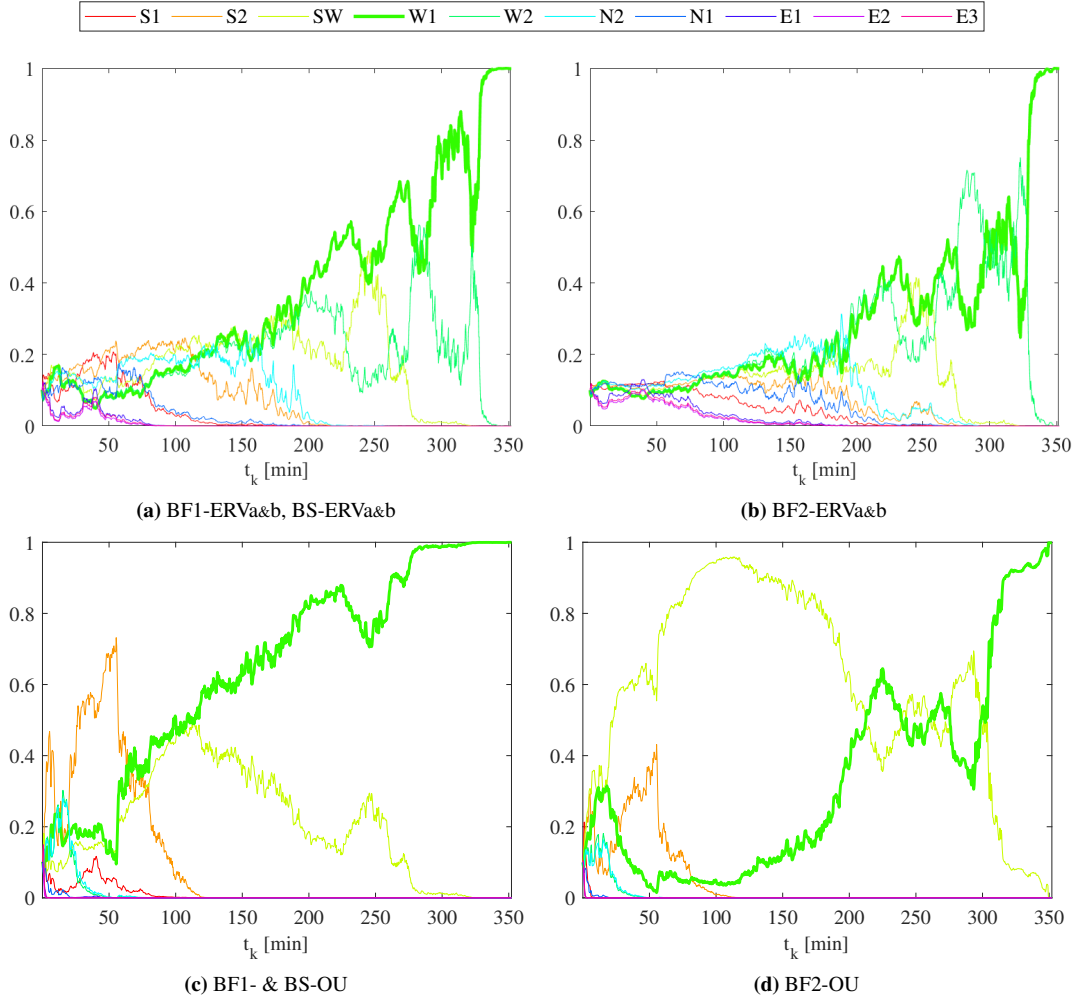 S1 S2 SW W1 W2 N2 N1 E1 E2 E3
1
0.8
0.6
0.4
0.2
0
50 100 150 200 250 300 350
t_k [min]
(a) BF1-ERVa&b, BS-ERVa&b
1
0.8
0.6
0.4
0.2
0
50 100 150 200 250 300 350
t_k [min]
(b) BF2-ERVa&b
1
0.8
0.6
0.4
0.2
0
50 100 150 200 250 300 350
t_k [min]
(c) BF1- & BS-OU
1
0.8
0.6
0.4
0.2
0
50 100 150 200 250 300 350
t_k [min]
(d) BF2-OU